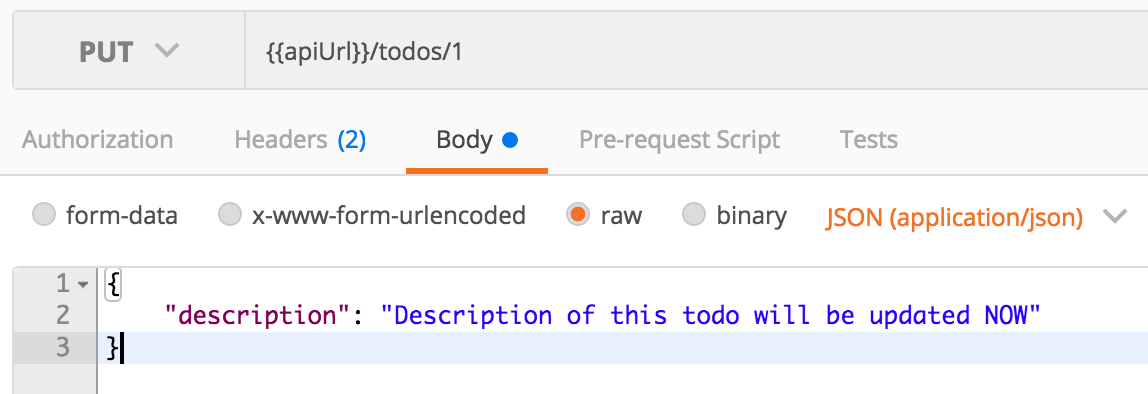 PUT {{apiUrl}}/todos/1
Authorization Headers (2) Body Pre-request Script Tests
form-data x-www-form-urlencoded raw binary JSON (application/json)
1 {
2 "description": "Description of this todo will be updated NOW"
3 }